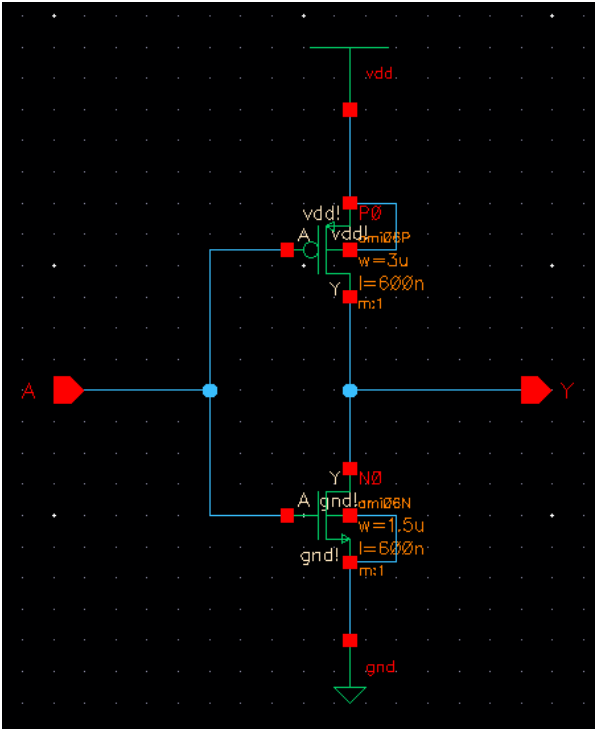 vdd
vdd!
P0
A
vdd!
ami06P
w=3u
Y
l=600n
m:1
A
Y
Y
N0
A
gnd!
ami06N
w=1.5u
gnd!
l=600n
m:1
gnd